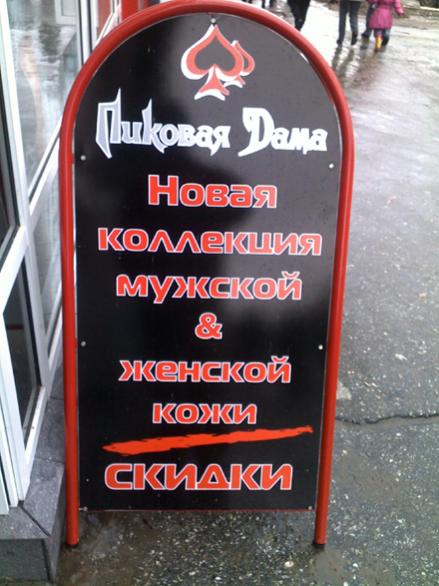 Пиковая Дама
Новая
коллекция
мужской
&
женской
кожи
СКИДКИ